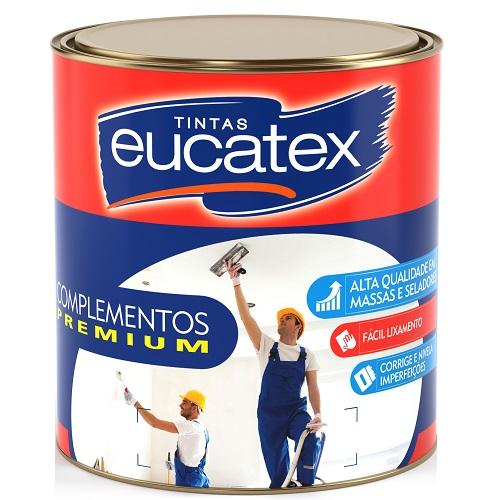 TINTAS
eucatex
COMPLEMENTOS
PREMIUM
ALTA QUALIDADE EM
MASSAS E SELADORES
FÁCIL LIXAMENTO
CORRIGE E NIVELA
IMPERFEIÇÕES